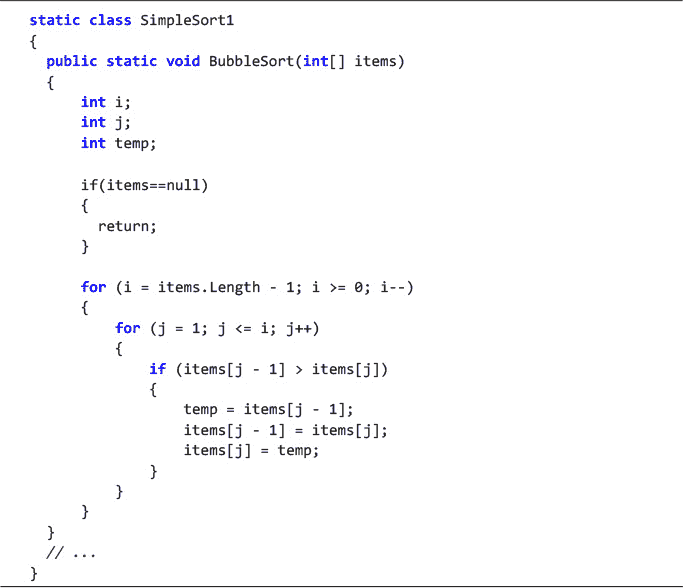 static class SimpleSort1
{
  public static void BubbleSort(int[] items)
  {
      int i;
      int j;
      int temp;

      if(items==null)
      {
        return;
      }

      for (i = items.Length - 1; i >= 0; i--)
      {
          for (j = 1; j <= i; j++)
          {
              if (items[j - 1] > items[j])
              {
                  temp = items[j - 1];
                  items[j - 1] = items[j];
                  items[j] = temp;
              }
          }
      }
  }
  // ...
}